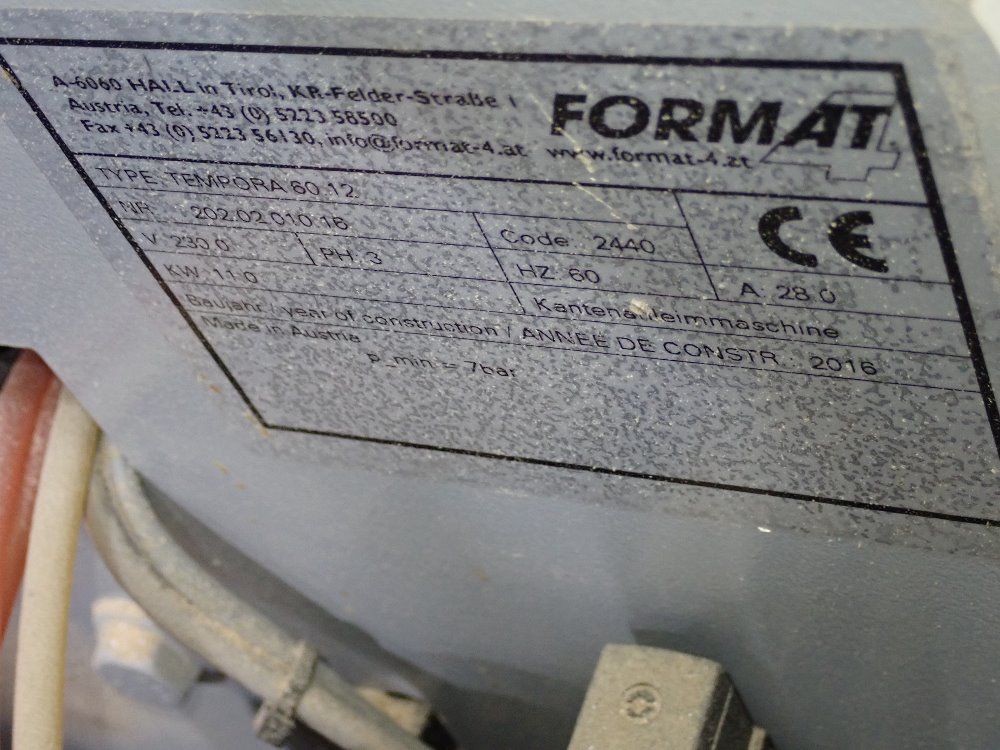 A-6060 HALL in Tirol, KR-Felder-Straße 1
Austria, Tel. +43 (0) 5223 58500
Fax +43 (0) 5223 56130, info@format-4.at www.format-4.at
FORMAT 4
TYPE: TEMPORA 60.12
NR. 202.02.010.16
Code: 2440
CE
V: 230.0
PH: 3
HZ: 60
A: 28.0
KW: 11.0
Kantenanleimmaschine
Baujahr / year of construction / ANNEE DE CONSTR.: 2016
Made in Austria
p_min = 7bar